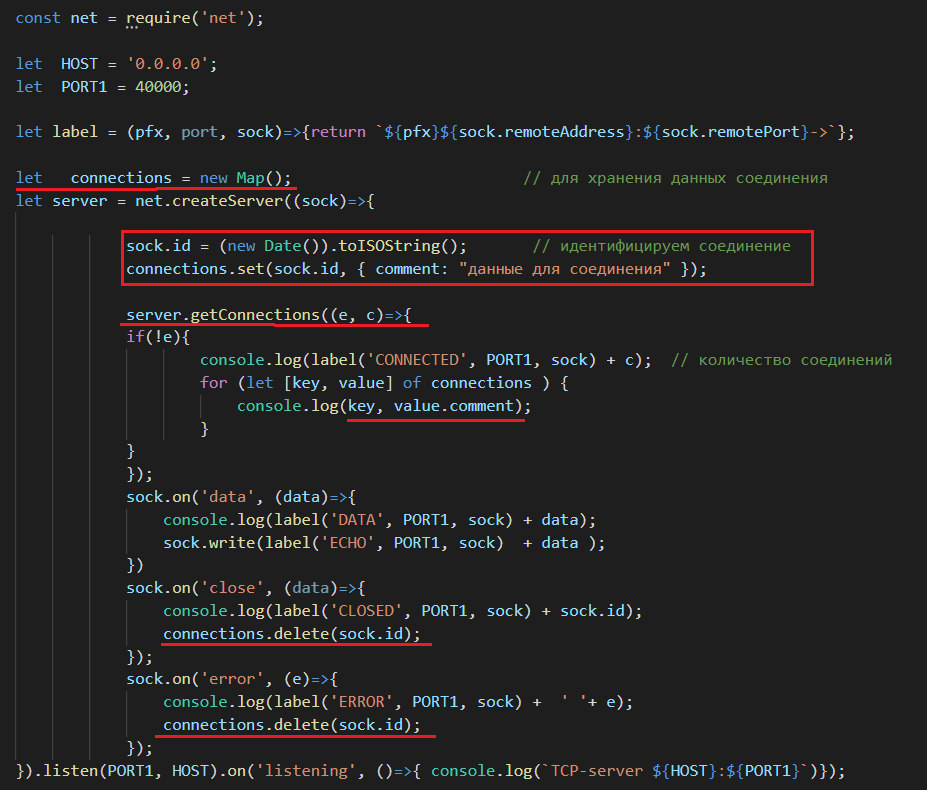 const net = require('net');
let  HOST = '0.0.0.0';
let  PORT1 = 40000;
let label = (pfx, port, sock)=>{return `${pfx}${sock.remoteAddress}:${sock.remotePort}->`};
let   connections = new Map();                         // для хранения данных соединения
let server = net.createServer((sock)=>{
            sock.id = (new Date()).toISOString();       // идентифицируем соединение
            connections.set(sock.id, { comment: "данные для соединения" });
            server.getConnections((e, c)=>{
            if(!e){
                    console.log(label('CONNECTED', PORT1, sock) + c);  // количество соединений
                    for (let [key, value] of connections ) {
                        console.log(key, value.comment);
                    }
            }
            });
            sock.on('data', (data)=>{
                console.log(label('DATA', PORT1, sock) + data);
                sock.write(label('ECHO', PORT1, sock)  + data );
            })
            sock.on('close', (data)=>{
                console.log(label('CLOSED', PORT1, sock) + sock.id);
                connections.delete(sock.id);
            });
            sock.on('error', (e)=>{
                console.log(label('ERROR', PORT1, sock) +  ' '+ e);
                connections.delete(sock.id);
            });
}).listen(PORT1, HOST).on('listening', ()=>{ console.log(`TCP-server ${HOST}:${PORT1}`)});